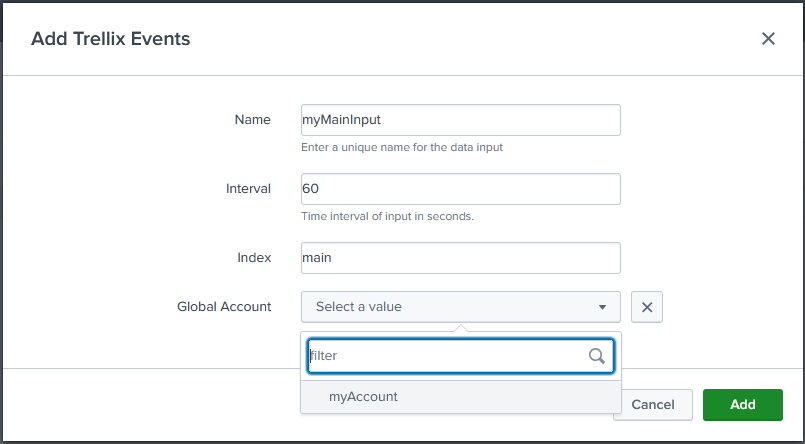 Add Trellix Events
Name myMainInput
Enter a unique name for the data input
Interval 60
Time interval of input in seconds.
Index main
Global Account Select a value
filter
myAccount
Cancel Add